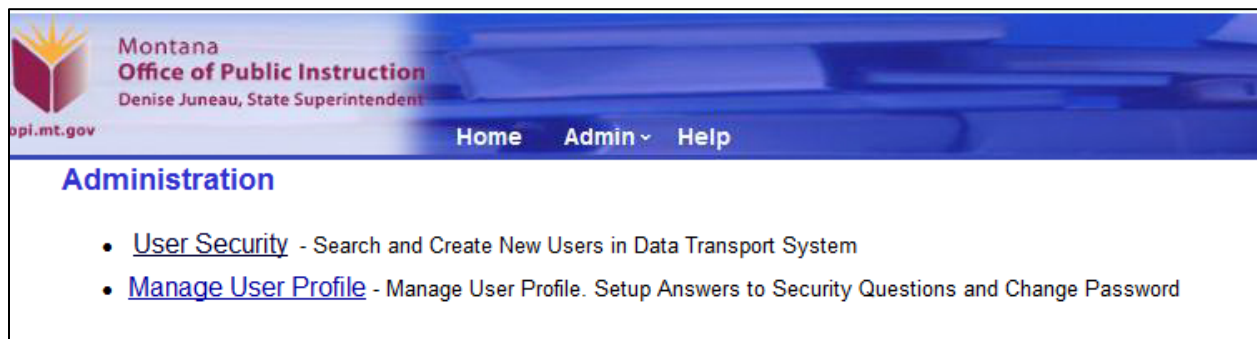 Montana
Office of Public Instruction
Denise Juneau, State Superintendent
opi.mt.gov
Home Admin Help
Administration
• User Security - Search and Create New Users in Data Transport System
• Manage User Profile - Manage User Profile. Setup Answers to Security Questions and Change Password